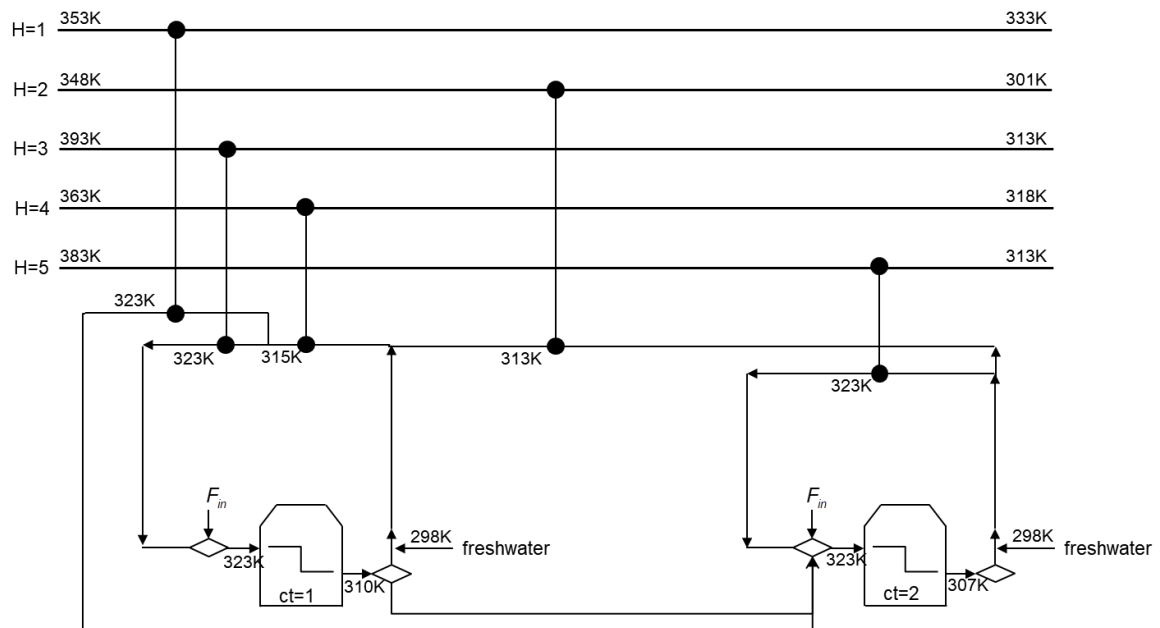 H=1 353K 333K
H=2 348K 301K
H=3 393K 313K
H=4 363K 318K
H=5 383K 313K
323K
323K 315K 313K
323K
F_in F_in
298K freshwater 298K freshwater
323K 323K
310K 307K
ct=1 ct=2